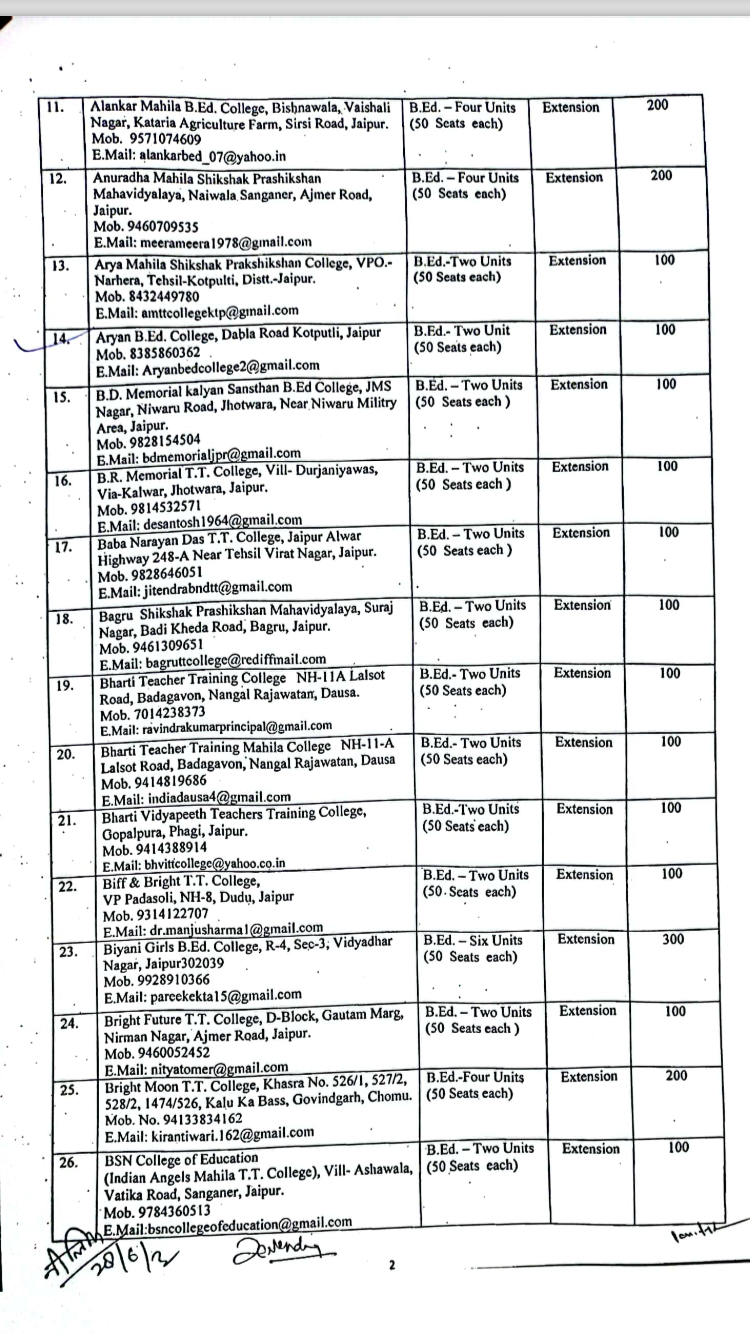 11. Alankar Mahila B.Ed. College, Bishnawala, Vaishali B.Ed. – Four Units Extension 200
Nagar, Kataria Agriculture Farm, Sirsi Road, Jaipur. (50 Seats each)
Mob. 9571074609
E.Mail: alankarbed_07@yahoo.in
12. Anuradha Mahila Shikshak Prashikshan B.Ed. – Four Units Extension 200
Mahavidyalaya, Naiwala Sanganer, Ajmer Road, (50 Seats each)
Jaipur.
Mob. 9460709535
E.Mail: meerameera1978@gmail.com
13. Arya Mahila Shikshak Prakshikshan College, VPO.- B.Ed.-Two Units Extension 100
Narhera, Tehsil-Kotpulti, Distt.-Jaipur. (50 Seats each)
Mob. 8432449780
E.Mail: amttcollegektp@gmail.com
14. Aryan B.Ed. College, Dabla Road Kotputli, Jaipur B.Ed.- Two Unit Extension 100
Mob. 8385860362 (50 Seats each)
E.Mail: Aryanbedcollege2@gmail.com
15. B.D. Memorial kalyan Sansthan B.Ed College, JMS B.Ed. – Two Units Extension 100
Nagar, Niwaru Road, Jhotwara, Near Niwaru Militry (50 Seats each )
Area, Jaipur.
Mob. 9828154504
E.Mail: bdmemorialjpr@gmail.com
16. B.R. Memorial T.T. College, Vill- Durjaniyawas, B.Ed. – Two Units Extension 100
Via-Kalwar, Jhotwara, Jaipur. (50 Seats each )
Mob. 9814532571
E.Mail: desantosh1964@gmail.com
17. Baba Narayan Das T.T. College, Jaipur Alwar B.Ed. – Two Units Extension 100
Highway 248-A Near Tehsil Virat Nagar, Jaipur. (50 Seats each )
Mob. 9828646051
E.Mail: jitendrabndtt@gmail.com
18. Bagru Shikshak Prashikshan Mahavidyalaya, Suraj B.Ed. – Two Units Extension 100
Nagar, Badi Kheda Road, Bagru, Jaipur. (50 Seats each)
Mob. 9461309651
E.Mail: bagruttcollege@rediffmail.com
19. Bharti Teacher Training College NH-11A Lalsot B.Ed.- Two Units Extension 100
Road, Badagavon, Nangal Rajawatan, Dausa. (50 Seats each)
Mob. 7014238373
E.Mail: ravindrakumarprincipal@gmail.com
20. Bharti Teacher Training Mahila College NH-11-A B.Ed.- Two Units Extension 100
Lalsot Road, Badagavon, Nangal Rajawatan, Dausa (50 Seats each)
Mob. 9414819686
E.Mail: indiadausa4@gmail.com
21. Bharti Vidyapeeth Teachers Training College, B.Ed.-Two Units Extension 100
Gopalpura, Phagi, Jaipur. (50 Seats each)
Mob. 9414388914
E.Mail: bhvittcollege@yahoo.co.in
22. Biff & Bright T.T. College, B.Ed. – Two Units Extension 100
VP Padasoli, NH-8, Dudu, Jaipur (50 Seats each)
Mob. 9314122707
E.Mail: dr.manjusharma1@gmail.com
23. Biyani Girls B.Ed. College, R-4, Sec-3, Vidyadhar B.Ed. – Six Units Extension 300
Nagar, Jaipur302039 (50 Seats each)
Mob. 9928910366
E.Mail: pareekekta15@gmail.com
24. Bright Future T.T. College, D-Block, Gautam Marg, B.Ed. – Two Units Extension 100
Nirman Nagar, Ajmer Road, Jaipur. (50 Seats each )
Mob. 9460052452
E.Mail: nityatomer@gmail.com
25. Bright Moon T.T. College, Khasra No. 526/1, 527/2, B.Ed.-Four Units Extension 200
528/2, 1474/526, Kalu Ka Bass, Govindgarh, Chomu. (50 Seats each)
Mob. No. 94133834162
E.Mail: kirantiwari.162@gmail.com
26. BSN College of Education B.Ed. – Two Units Extension 100
(Indian Angels Mahila T.T. College), Vill- Ashawala, (50 Seats each)
Vatika Road, Sanganer, Jaipur.
Mob. 9784360513
E.Mail:bsncollegeofeducation@gmail.com
2